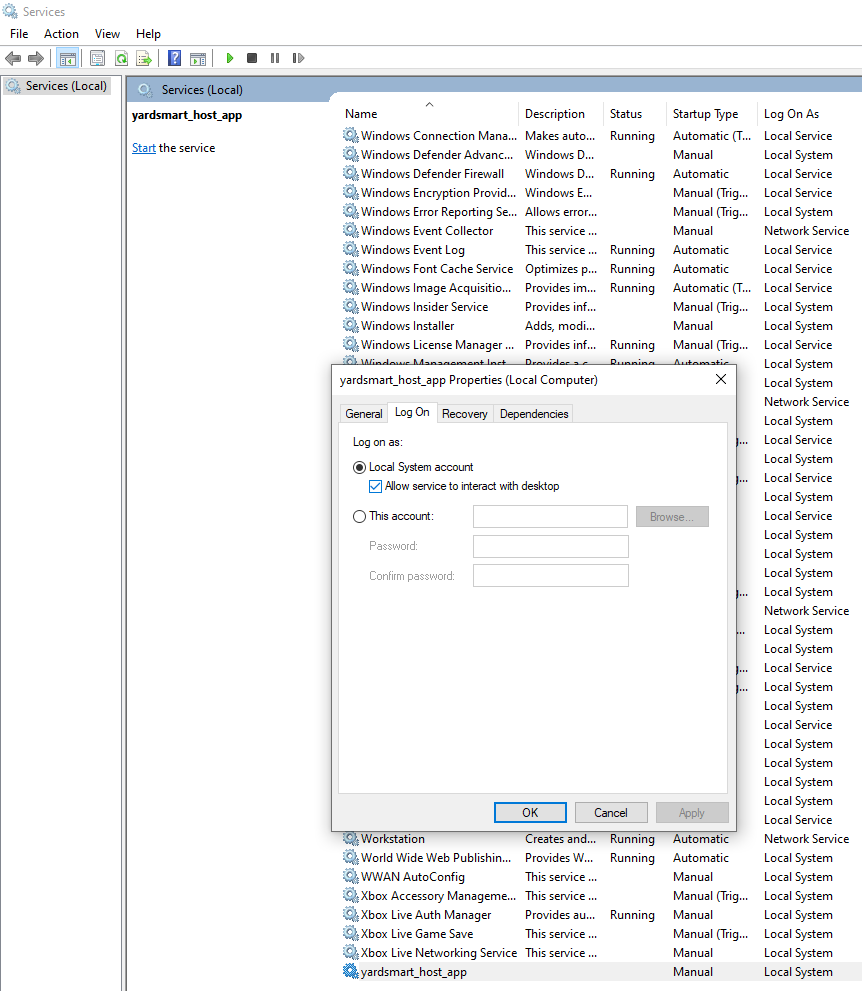 Services
File Action View Help
Services (Local)
Services (Local)
yardsmart_host_app
Start the service
Name Description Status Startup Type Log On As
Windows Connection Mana... Makes auto... Running Automatic (T... Local Service
Windows Defender Advanc... Windows D... Manual Local System
Windows Defender Firewall Windows D... Running Automatic Local Service
Windows Encryption Provid... Windows E... Manual (Trig... Local Service
Windows Error Reporting Se... Allows error... Manual (Trig... Local System
Windows Event Collector This service ... Manual Network Service
Windows Event Log This service ... Running Automatic Local Service
Windows Font Cache Service Optimizes p... Running Automatic Local Service
Windows Image Acquisitio... Provides im... Running Automatic (T... Local Service
Windows Insider Service Provides inf... Manual (Trig... Local System
Windows Installer Adds, modi... Manual Local System
Windows License Manager ... Provides inf... Running Manual (Trig... Local Service
Windows Management Inst... Provides a c... Running Automatic Local System
Local System
Network Service
Local System
g... Local Service
Local System
g... Local Service
Local System
Local Service
Local System
Local System
g... Local System
Network Service
... Local System
Local System
g... Local Service
g... Local System
Local System
Local Service
Local System
Local System
Local System
Local System
Local Service
yardsmart_host_app Properties (Local Computer)
General Log On Recovery Dependencies
Log on as:
Local System account
Allow service to interact with desktop
This account: Browse...
Password:
Confirm password:
OK Cancel Apply
Workstation Creates and... Running Automatic Network Service
World Wide Web Publishin... Provides W... Running Automatic Local System
WWAN AutoConfig This service ... Manual Local System
Xbox Accessory Manageme... This service ... Manual (Trig... Local System
Xbox Live Auth Manager Provides au... Running Manual Local System
Xbox Live Game Save This service ... Manual (Trig... Local System
Xbox Live Networking Service This service ... Manual Local System
yardsmart_host_app Manual Local System